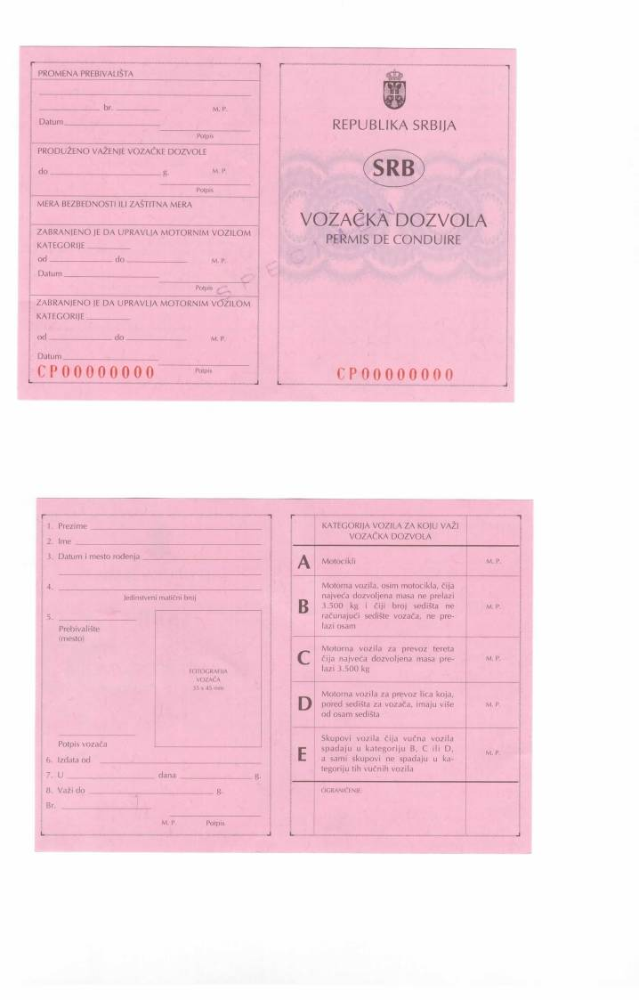 PROMENA PREBIVALIŠTA
br. M. P.
Datum
Potpis
PRODUŽENO VAŽENJE VOZAČKE DOZVOLE
do g. M. P.
Potpis
MERA BEZBEDNOSTI ILI ZAŠTITNA MERA
ZABRANJENO JE DA UPRAVLJA MOTORNIM VOZILOM
KATEGORIJE
od do M. P.
Datum
Potpis
ZABRANJENO JE DA UPRAVLJA MOTORNIM VOZILOM
KATEGORIJE
od do M. P.
Datum
CP00000000 Potpis
REPUBLIKA SRBIJA
SRB
VOZAČKA DOZVOLA
PERMIS DE CONDUIRE
SPECIMEN
CP00000000
1. Prezime
2. Ime
3. Datum i mesto rođenja
4.
Jedinstveni matični broj
5.
Prebivalište
(mesto)
FOTOGRAFIJA
VOZAČA
35 x 45 mm
Potpis vozača
6. Izdata od
7. U dana g.
8. Važi do g.
Br.
M. P. Potpis
KATEGORIJA VOZILA ZA KOJU VAŽI
VOZAČKA DOZVOLA
A Motocikli M. P.
Motorna vozila, osim motocikla, čija
najveća dozvoljena masa ne prelazi
B 3.500 kg i čiji broj sedišta ne M. P.
računajući sedište vozača, ne pre-
lazi osam
Motorna vozila za prevoz tereta
C čija najveća dozvoljena masa pre- M. P.
lazi 3.500 kg
Motorna vozila za prevoz lica koja,
D pored sedišta za vozača, imaju više M. P.
od osam sedišta
Skupovi vozila čija vučna vozila
spadaju u kategoriju B, C ili D,
E a sami skupovi ne spadaju u ka- M. P.
tegoriju tih vučnih vozila
OGRANIČENJE: